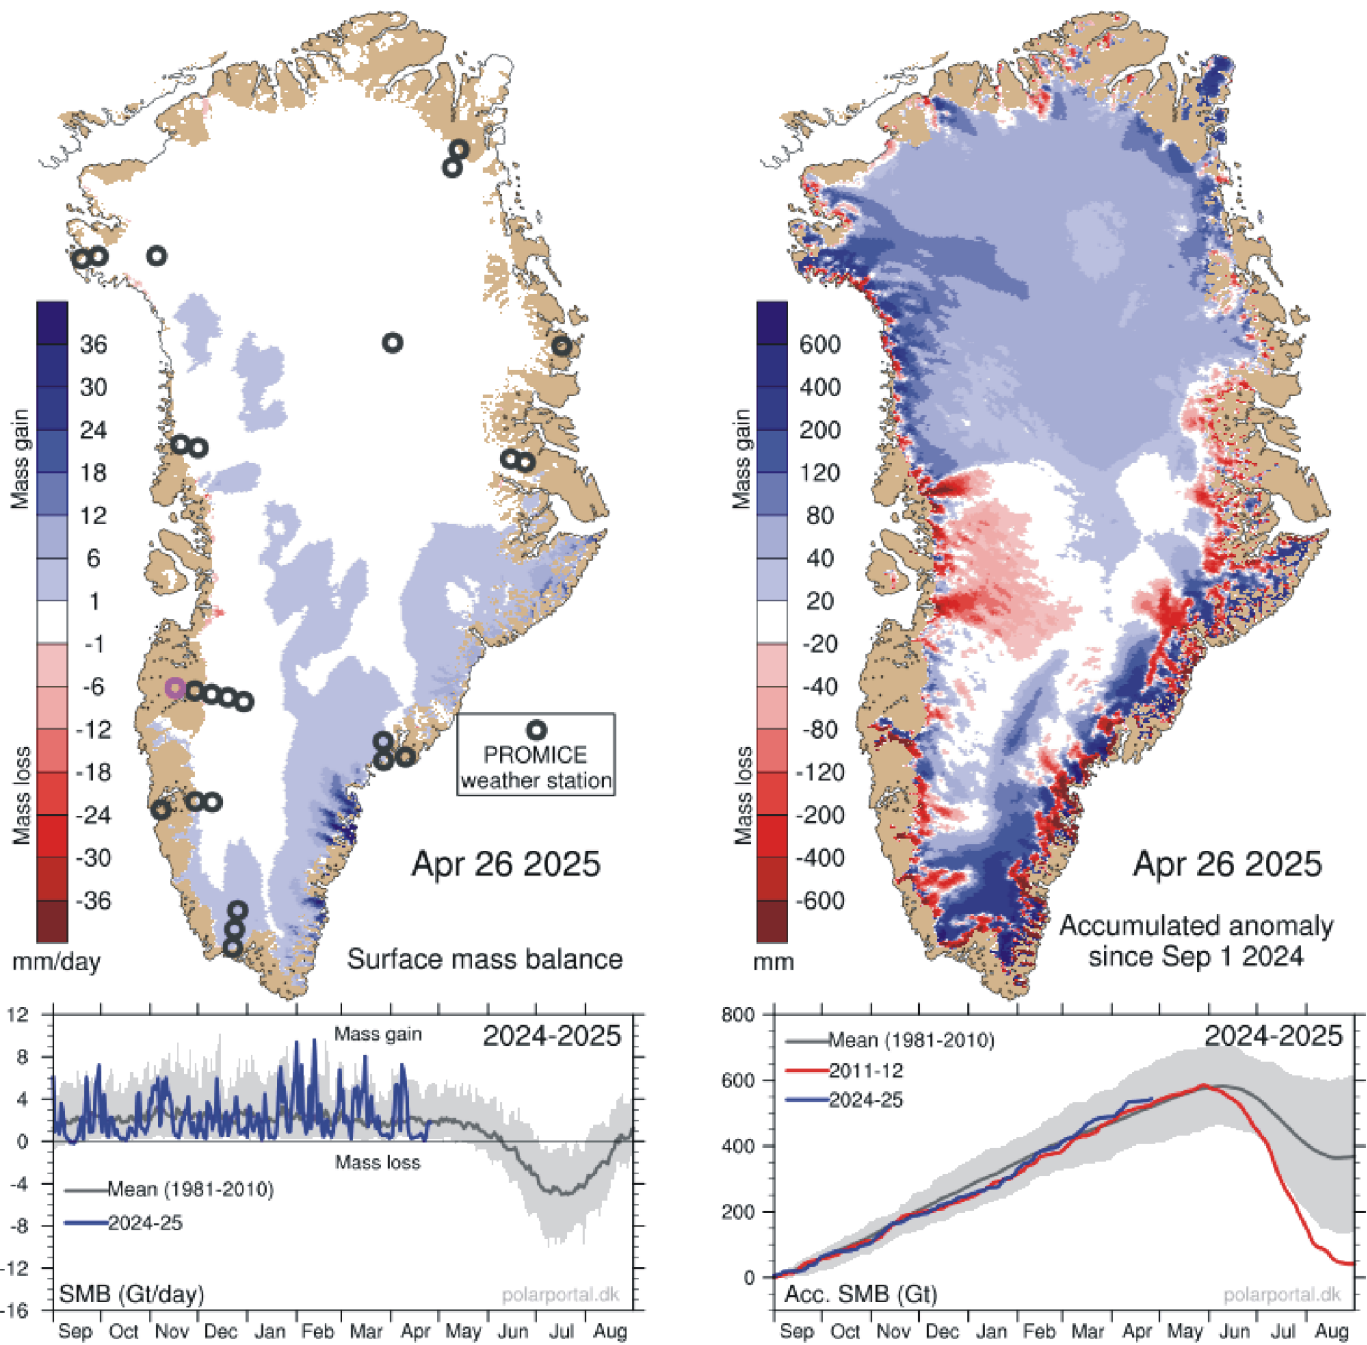 36
30
24
18
12
6
1
-1
-6
-12
-18
-24
-30
-36
mm/day
Mass gain
Mass loss
PROMICE
weather station
Apr 26 2025
Surface mass balance
600
400
200
120
80
40
20
-20
-40
-80
-120
-200
-400
-600
mm
Mass gain
Mass loss
Apr 26 2025
Accumulated anomaly
since Sep 1 2024
12
8
4
0
-4
-8
-12
-16
Mass gain
2024-2025
Mass loss
Mean (1981-2010)
2024-25
SMB (Gt/day)
polarportal.dk
Sep Oct Nov Dec Jan Feb Mar Apr May Jun Jul Aug
800
600
400
200
0
Mean (1981-2010)
2024-2025
2011-12
2024-25
Acc. SMB (Gt)
polarportal.dk
Sep Oct Nov Dec Jan Feb Mar Apr May Jun Jul Aug